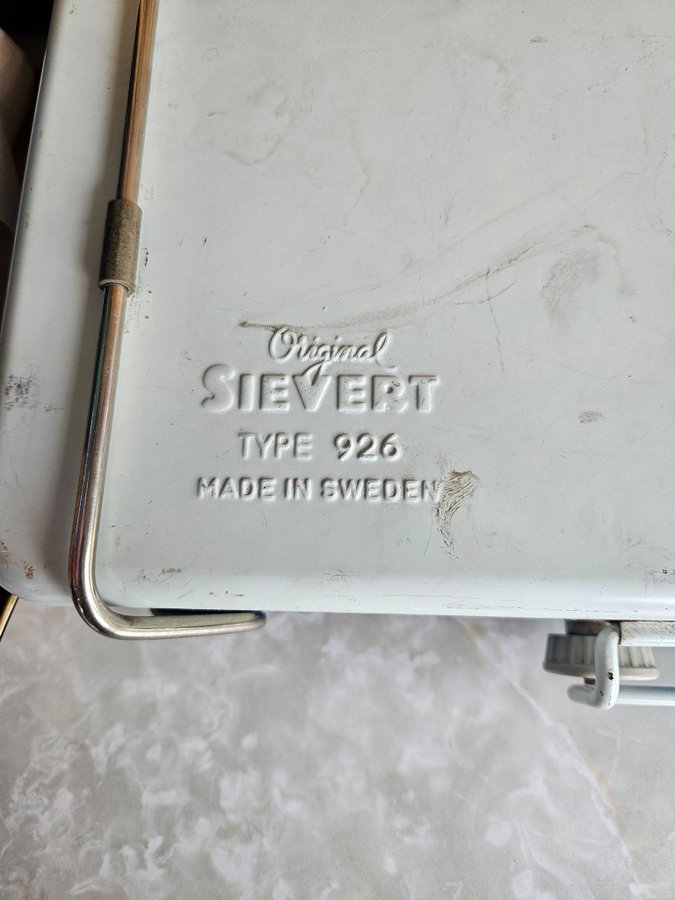 Original
SIEVERT
TYPE 926
MADE IN SWEDEN